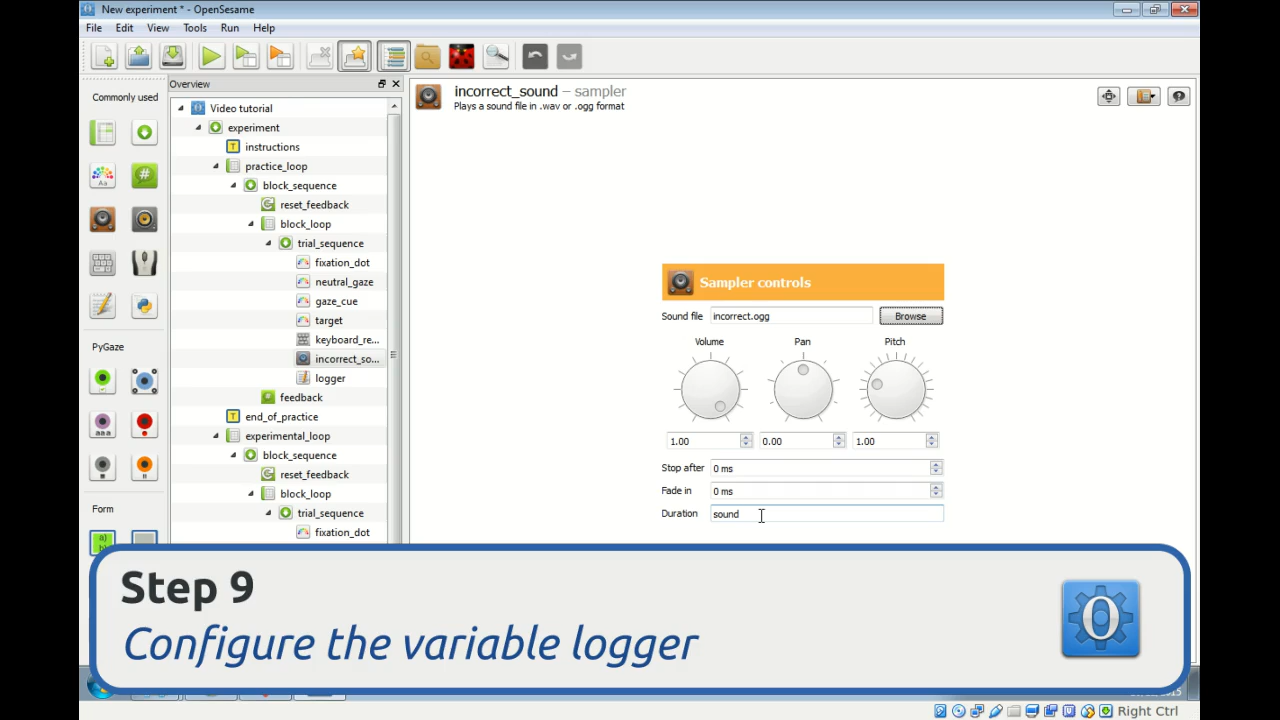 New experiment * - OpenSesame
File Edit View Tools Run Help
Commonly used
Aa
PyGaze
aaa
Form
a)
Overview
Video tutorial
experiment
instructions
practice_loop
block_sequence
reset_feedback
block_loop
trial_sequence
fixation_dot
neutral_gaze
gaze_cue
target
keyboard_re...
incorrect_so...
logger
feedback
end_of_practice
experimental_loop
block_sequence
reset_feedback
block_loop
trial_sequence
fixation_dot
incorrect_sound – sampler
Plays a sound file in .wav or .ogg format
Sampler controls
Sound file incorrect.ogg Browse
Volume Pan Pitch
1.00 0.00 1.00
Stop after 0 ms
Fade in 0 ms
Duration sound
Step 9
Configure the variable logger
Right Ctrl